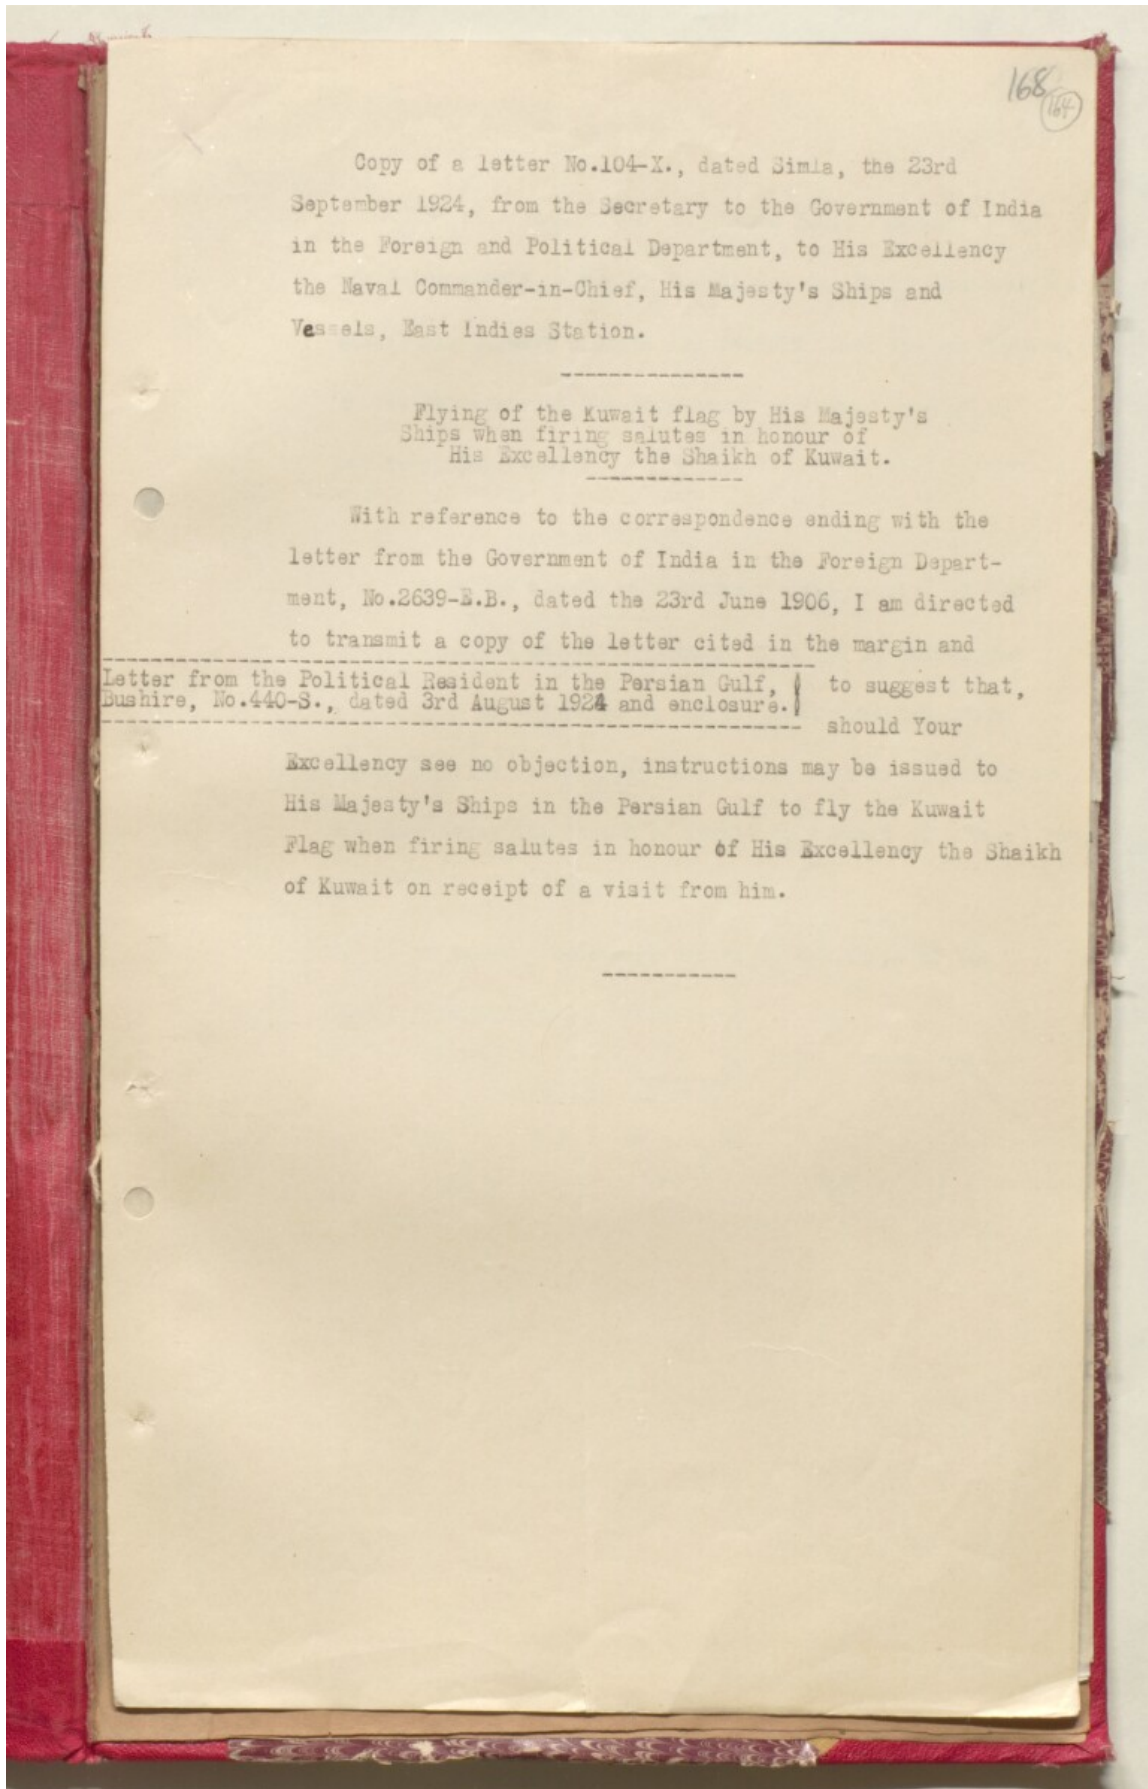 168
164
Copy of a letter No.104-X., dated Simla, the 23rd
September 1924, from the Secretary to the Government of India
in the Foreign and Political Department, to His Excellency
the Naval Commander-in-Chief, His Majesty's Ships and
Vessels, East Indies Station.
---------------
Flying of the Kuwait flag by His Majesty's
Ships when firing salutes in honour of
His Excellency the Shaikh of Kuwait.
-------------
With reference to the correspondence ending with the
letter from the Government of India in the Foreign Depart-
ment, No.2639-E.B., dated the 23rd June 1906, I am directed
to transmit a copy of the letter cited in the margin and
Letter from the Political Resident in the Persian Gulf,
Bushire, No.440-S., dated 3rd August 1924 and enclosure.
to suggest that,
should Your
Excellency see no objection, instructions may be issued to
His Majesty's Ships in the Persian Gulf to fly the Kuwait
Flag when firing salutes in honour of His Excellency the Shaikh
of Kuwait on receipt of a visit from him.
-----------